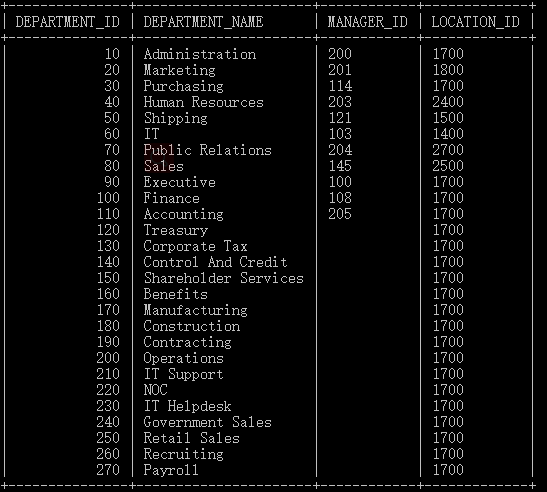 DEPARTMENT_ID | DEPARTMENT_NAME | MANAGER_ID | LOCATION_ID
10 | Administration | 200 | 1700
20 | Marketing | 201 | 1800
30 | Purchasing | 114 | 1700
40 | Human Resources | 203 | 2400
50 | Shipping | 121 | 1500
60 | IT | 103 | 1400
70 | Public Relations | 204 | 2700
80 | Sales | 145 | 2500
90 | Executive | 100 | 1700
100 | Finance | 108 | 1700
110 | Accounting | 205 | 1700
120 | Treasury | | 1700
130 | Corporate Tax | | 1700
140 | Control And Credit | | 1700
150 | Shareholder Services | | 1700
160 | Benefits | | 1700
170 | Manufacturing | | 1700
180 | Construction | | 1700
190 | Contracting | | 1700
200 | Operations | | 1700
210 | IT Support | | 1700
220 | NOC | | 1700
230 | IT Helpdesk | | 1700
240 | Government Sales | | 1700
250 | Retail Sales | | 1700
260 | Recruiting | | 1700
270 | Payroll | | 1700